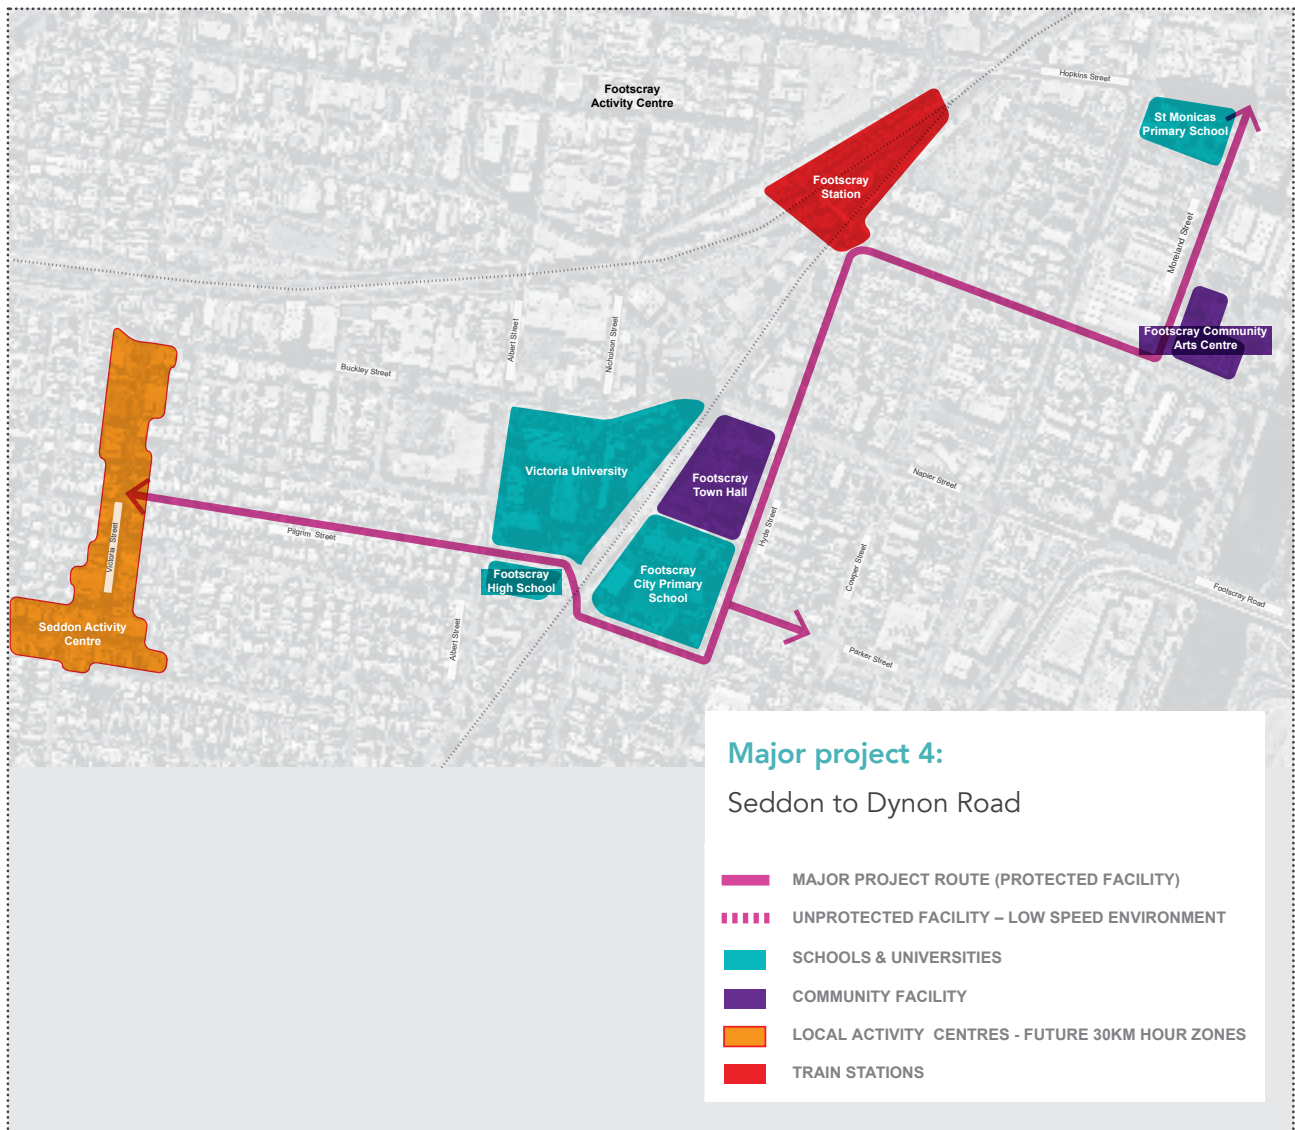 Footscray
Activity Centre
Hopkins Street
St Monicas
Primary School
Footscray
Station
Moreland Street
Footscray Community
Arts Centre
Albert Street
Nicholson Street
Buckley Street
Victoria University
Footscray
Town Hall
Napier Street
Hyde Street
Victoria Street
Pilgrim Street
Footscray
High School
Footscray
City Primary
School
Cowper Street
Footscray Road
Seddon Activity
Centre
Albert Street
Parker Street
Major project 4:
Seddon to Dynon Road
MAJOR PROJECT ROUTE (PROTECTED FACILITY)
UNPROTECTED FACILITY – LOW SPEED ENVIRONMENT
SCHOOLS & UNIVERSITIES
COMMUNITY FACILITY
LOCAL ACTIVITY CENTRES - FUTURE 30KM HOUR ZONES
TRAIN STATIONS